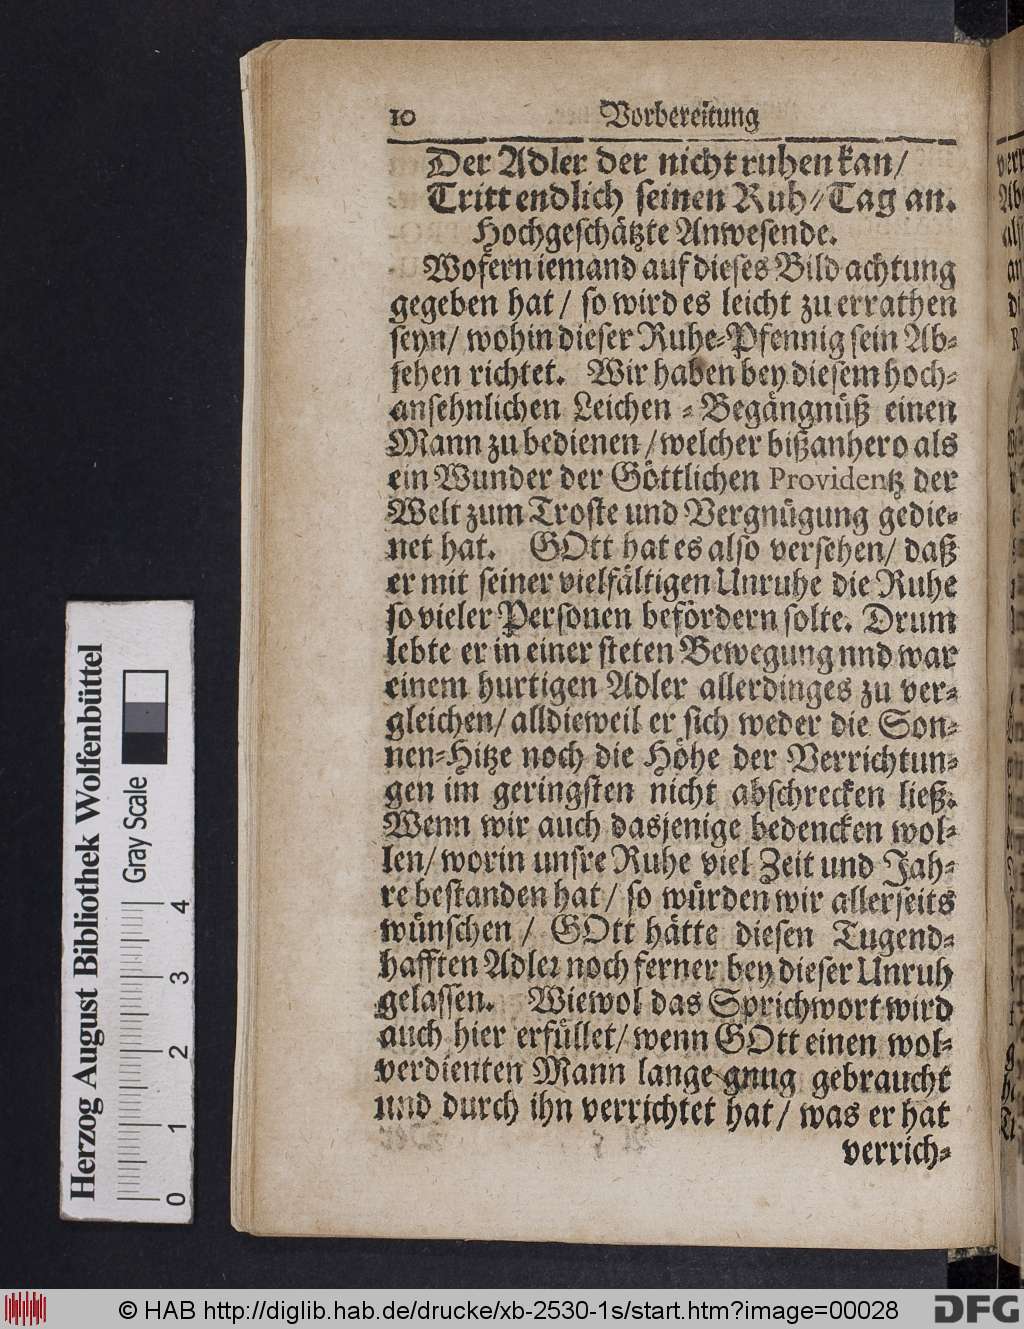 10 Vorbereitung
Der Adler der nicht ruhen kan/
Tritt endlich seinen Ruh-Tag an.
Hochgeschätzte Anwesende.
Wofern iemand auf dieses Bild achtung
gegeben hat / so wird es leicht zu errathen
seyn/ wohin dieser Ruhe-Pfennig sein Ab-
sehen richtet. Wir haben bey diesem hoch-
ansehnlichen Leichen-Begängnüß einen
Mann zu bedienen/welcher bißanhero als
ein Wunder der Göttlichen Providentz der
Welt zum Troste und Vergnügung gedie-
net hat. GOtt hat es also versehen/ daß
er mit seiner vielfältigen Unruhe die Ruhe
so vieler Personen befördern solte. Drum
lebte er in einer steten Bewegung nnd war
einem hurtigen Adler allerdinges zu ver-
gleichen/ alldieweil er sich weder die Son-
nen-Hitze noch die Höhe der Verrichtun-
gen im geringsten nicht abschrecken ließ.
Wenn wir auch dasjenige bedencken wol-
len/ worin unsre Ruhe viel Zeit und Jah-
re bestanden hat / so würden wir allerseits
wünschen / GOtt hätte diesen Tugend-
hafften Adler noch ferner bey dieser Unruh
gelassen. Wiewol das Sprichwort wird
auch hier erfüllet/ wenn GOtt einen wol-
verdienten Mann lange gnug gebraucht
und durch ihn verrichtet hat / was er hat
verrich-
Herzog August Bibliothek Wolfenbüttel
Gray Scale
0 1 2 3 4
© HAB http://diglib.hab.de/drucke/xb-2530-1s/start.htm?image=00028
DFG